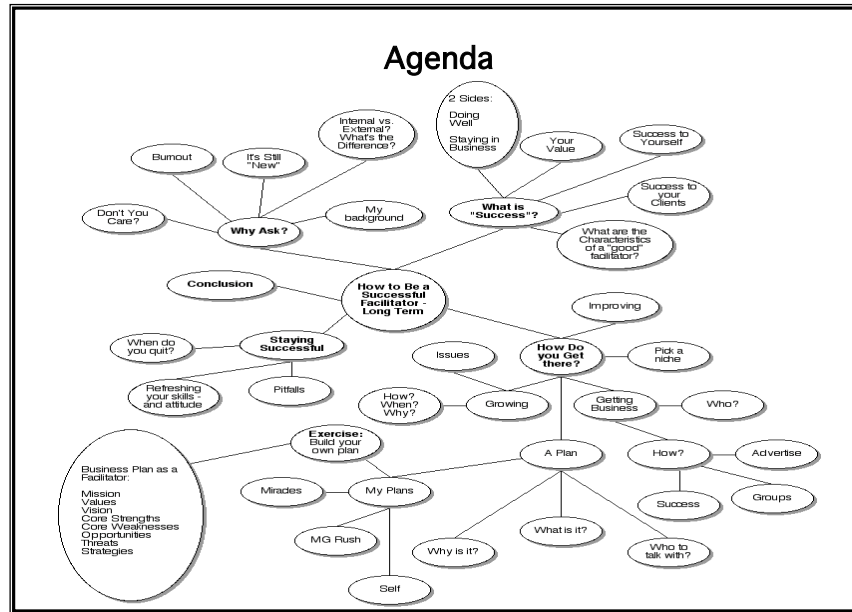 Agenda
2 Sides:
Doing
Well
Staying in
Business
Internal vs.
External?
What's the
Difference?
Burnout
It's Still
"New"
Your
Value
Success to
Yourself
Success to
your
Clients
Don't You
Care?
My
background
Why Ask?
What is
"Success"?
What are the
Characteristics
of a "good"
facilitator?
Conclusion
How to Be a
Successful
Facilitator -
Long Term
Improving
When do
you quit?
Staying
Successful
How Do
you Get
there?
Issues
Pick a
niche
Refreshing
your skills -
and attitude
Pitfalls
How?
When?
Why?
Growing
Getting
Business
Who?
Exercise:
Build your
own plan
A Plan
How?
Advertise
Business Plan as a
Facilitator:
Mission
Values
Vision
Core Strengths
Core Weaknesses
Opportunities
Threats
Strategies
Mirades
My Plans
Success
Groups
MG Rush
Why is it?
What is it?
Who to
talk with?
Self